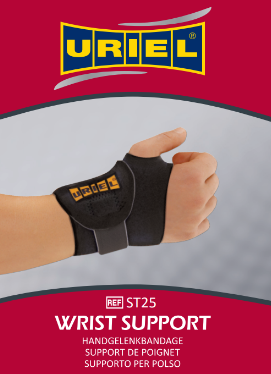 URIEL®
URIEL
REF ST25
WRIST SUPPORT
HANDGELENKBANDAGE
SUPPORT DE POIGNET
SUPPORTO PER POLSO